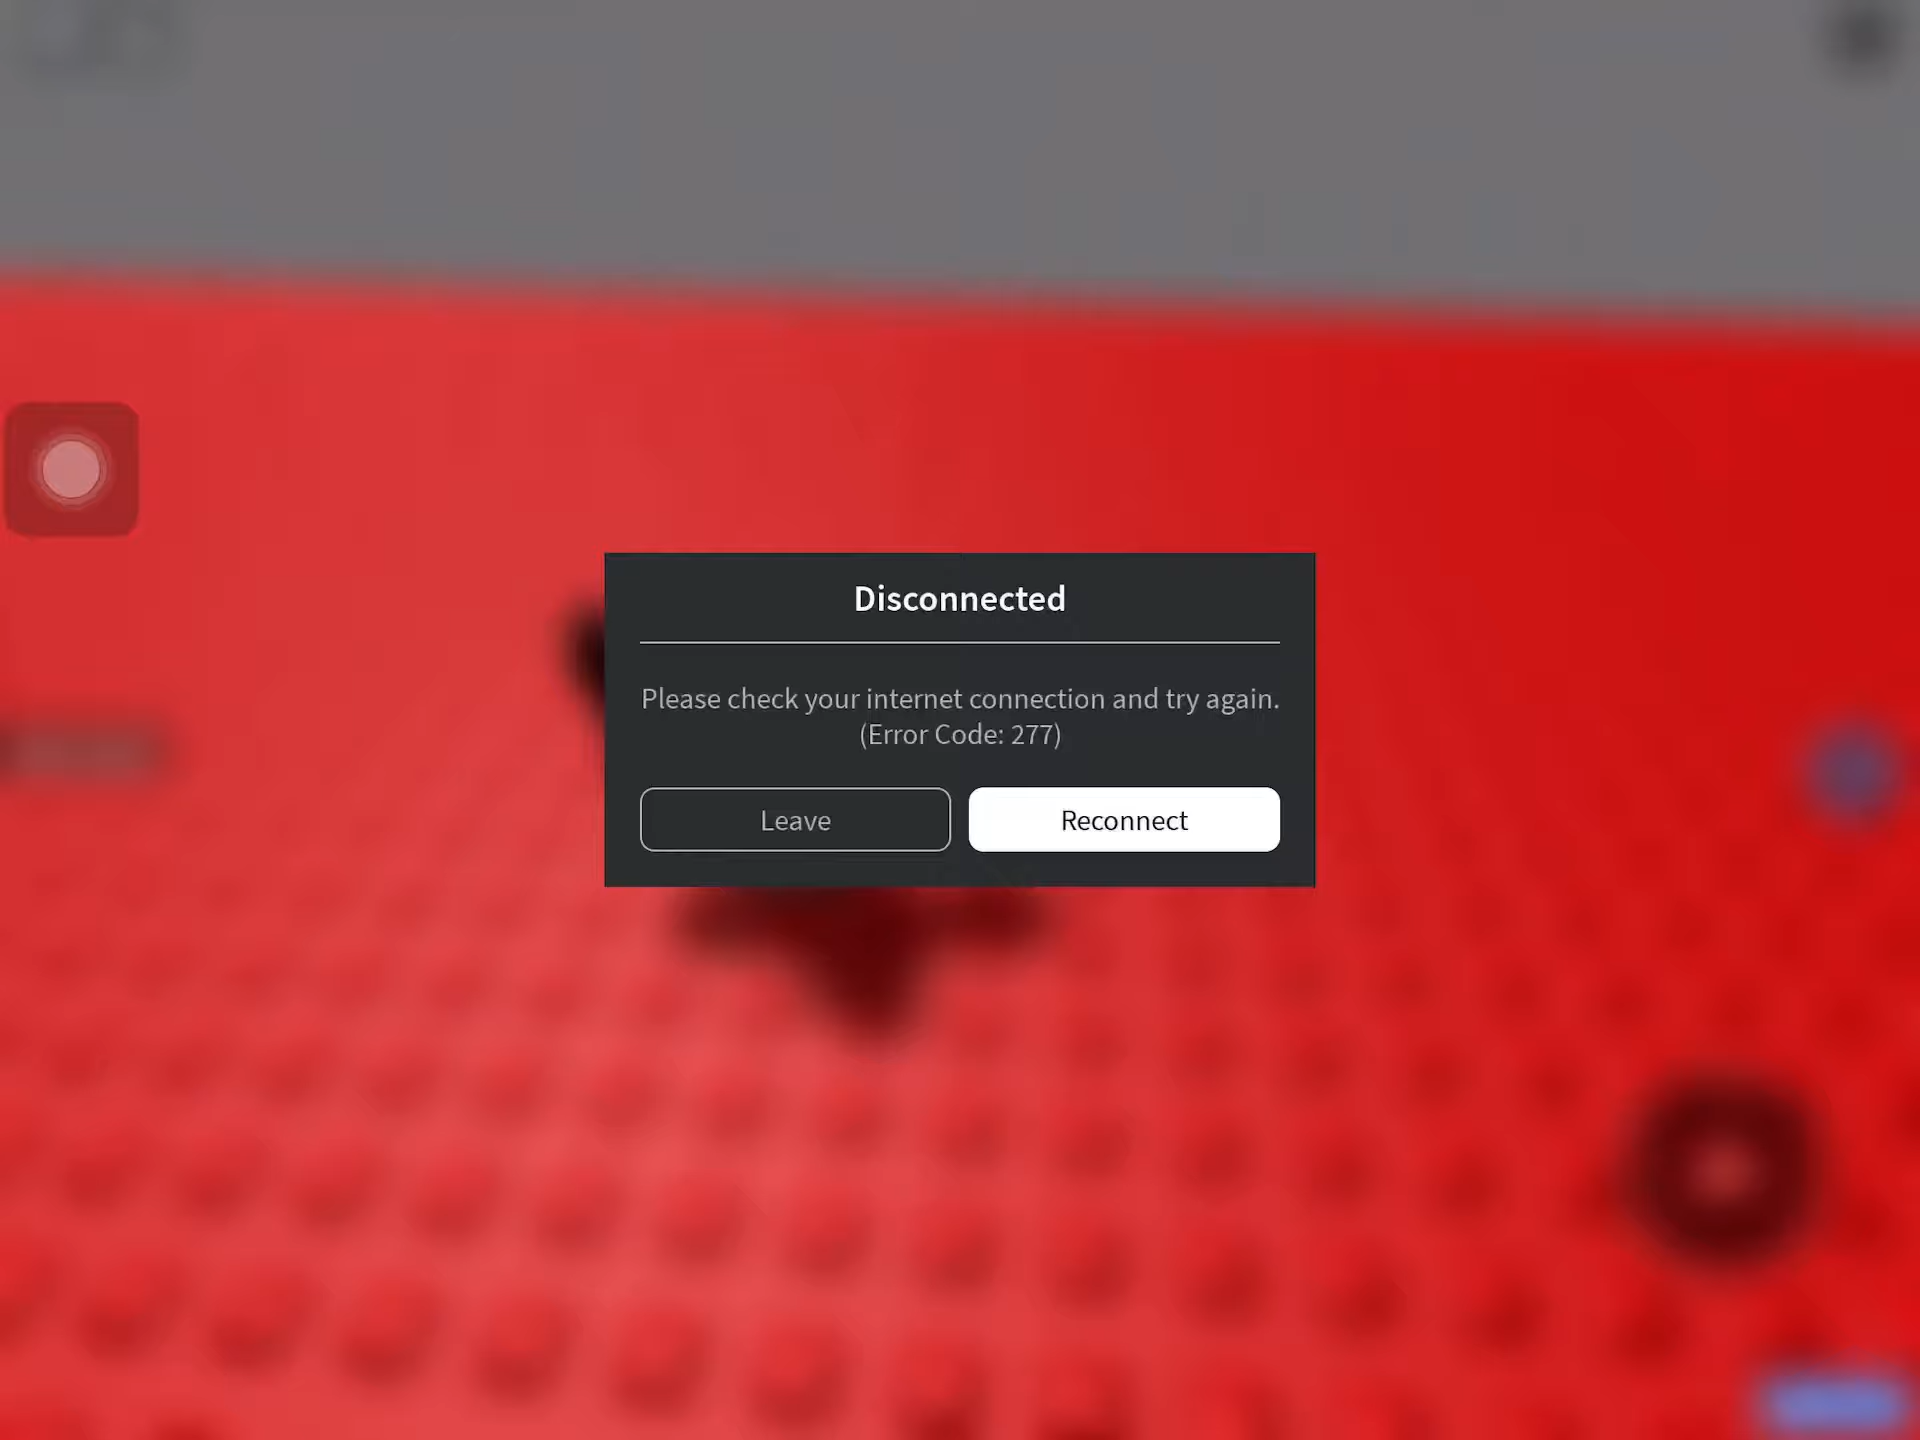 Disconnected
Please check your internet connection and try again.
(Error Code: 277)
Leave
Reconnect